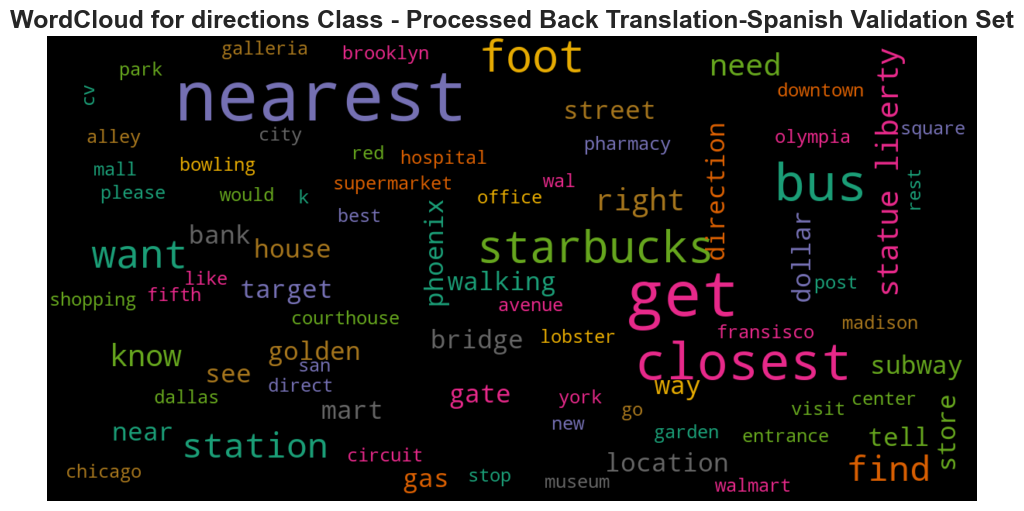 WordCloud for directions Class - Processed Back Translation-Spanish Validation Set
galleria
brooklyn
foot
park
need
nearest
cv
downtown
statue liberty
street
alley
city
pharmacy
olympia
square
red
hospital
direction
mall
bowling
supermarket
wal
bus
rest
please
would
k
office
right
best
phoenix
want
bank
house
starbucks
dollar
like
target
walking
get
post
shopping
fifth
avenue
courthouse
fransisco
madison
bridge
lobster
know
golden
closest
see
san
direct
way
subway
dallas
mart
gate
york
go
visit
center
new
near
station
garden
entrance
tell
store
circuit
chicago
gas
stop
museum
location
walmart
find